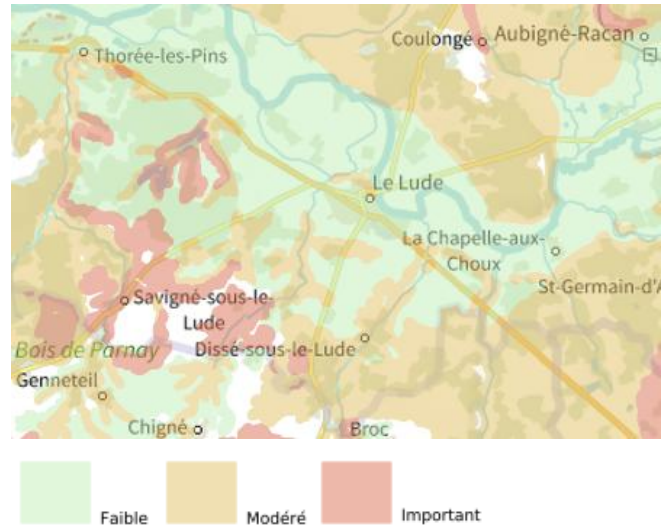 Coulongé
Aubigné-Racan
Thorée-les-Pins
Le Lude
La Chapelle-aux-
Choux
St-Germain-d'A
Savigné-sous-le-
Lude
Dissé-sous-le-Lude
Bois de Parnay
Genneteil
Chigné
Broc
Faible
Modéré
Important